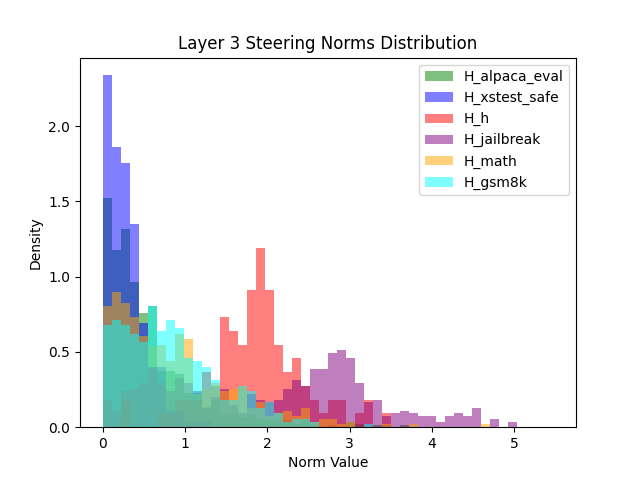 Layer 3 Steering Norms Distribution
H_alpaca_eval
H_xstest_safe
H_h
H_jailbreak
H_math
H_gsm8k
Density
2.0
1.5
1.0
0.5
0.0
0 1 2 3 4 5
Norm Value